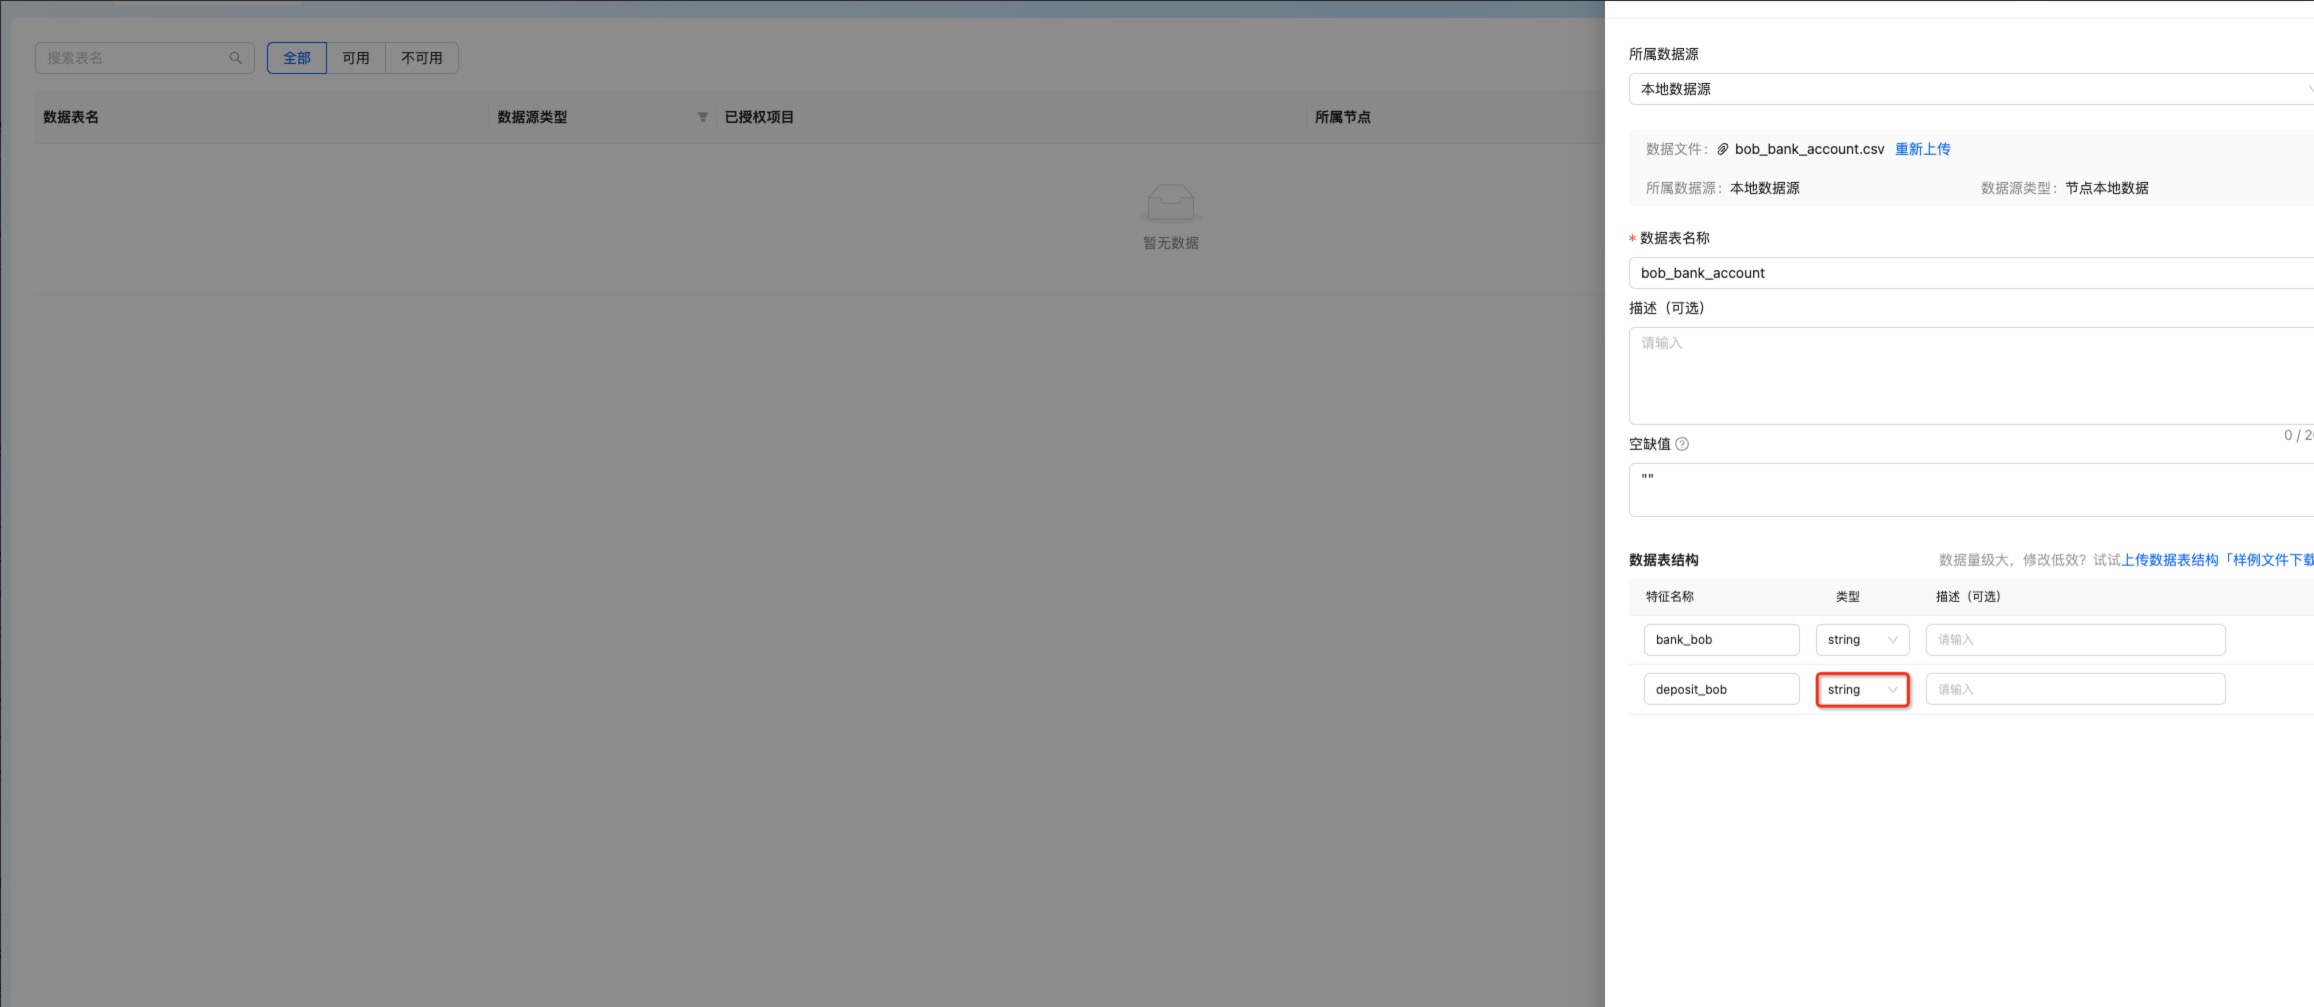 搜索表名
全部 可用 不可用
数据表名 数据源类型 已授权项目 所属节点
暂无数据
所属数据源
本地数据源
数据文件： bob_bank_account.csv 重新上传
所属数据源：本地数据源 数据源类型：节点本地数据
* 数据表名称
bob_bank_account
描述（可选）
请输入
0 / 2
空缺值
""
数据表结构 数据量级大，修改低效？试试上传数据表结构「样例文件下载
特征名称 类型 描述（可选）
bank_bob string 请输入
deposit_bob string 请输入